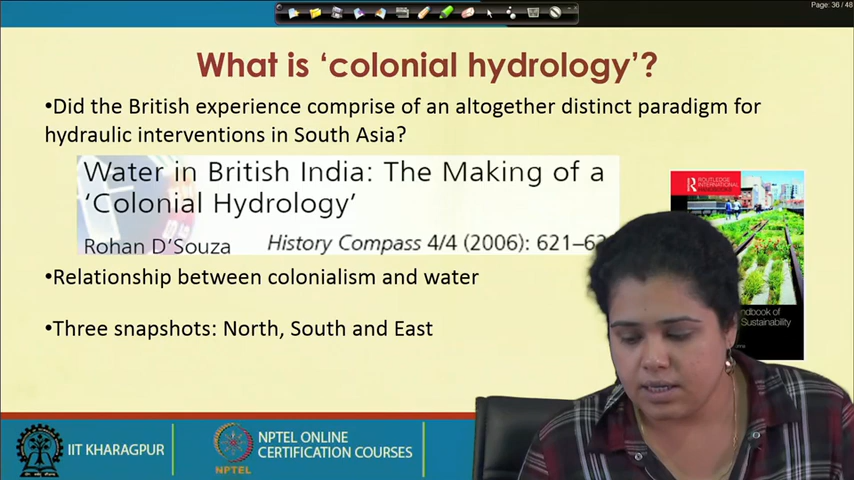 Page: 36 / 48
What is ‘colonial hydrology’?
•Did the British experience comprise of an altogether distinct paradigm for
hydraulic interventions in South Asia?
Water in British India: The Making of a
‘Colonial Hydrology’
Rohan D’Souza
History Compass 4/4 (2006): 621–6
ROUTLEDGE
INTERNATIONAL
HANDBOOKS
•Relationship between colonialism and water
Sustainability
•Three snapshots: North, South and East
IIT KHARAGPUR
NPTEL
NPTEL ONLINE
CERTIFICATION COURSES